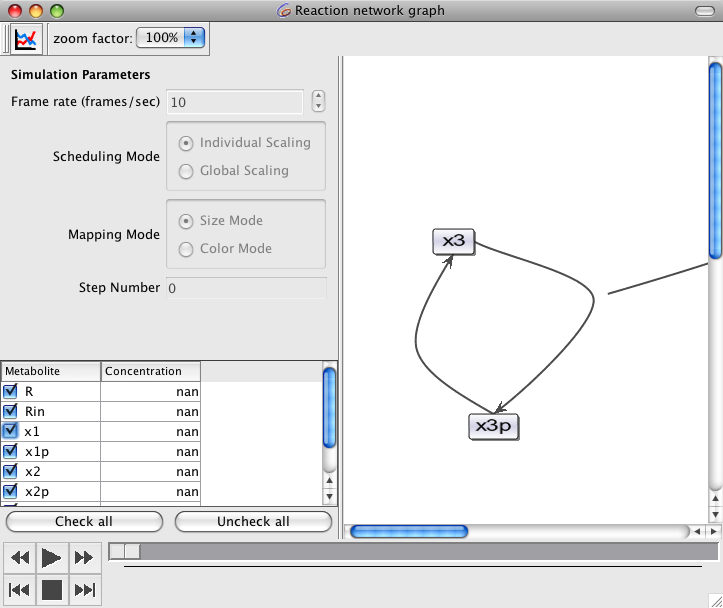 Reaction network graph
zoom factor: 100%
Simulation Parameters
Frame rate (frames/sec) 10
Scheduling Mode
Individual Scaling
Global Scaling
Mapping Mode
Size Mode
Color Mode
Step Number 0
Metabolite Concentration
R nan
Rin nan
x1 nan
x1p nan
x2 nan
x2p nan
Check all Uncheck all
x3
x3p